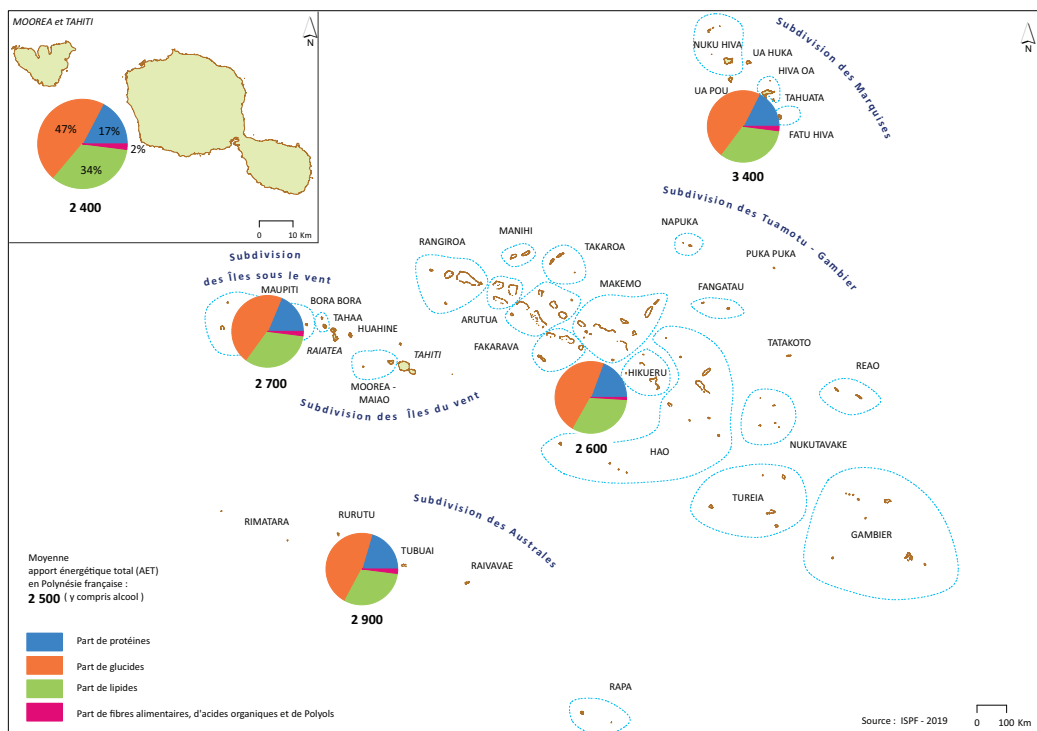 MOOREA et TAHITI
N
47%
17%
2%
34%
2 400
0 10 Km
N
Subdivision des Marquises
NUKU HIVA
UA HUKA
HIVA OA
UA POU
TAHUATA
FATU HIVA
3 400
Subdivision des Tuamotu - Gambier
NAPUKA
MANIHI
RANGIROA
TAKAROA
PUKA PUKA
MAKEMO
FANGATAU
ARUTUA
TATAKOTO
FAKARAVA
REAO
HIKUERU
2 600
NUKUTAVAKE
HAO
TUREIA
GAMBIER
Subdivision
des Îles sous le vent
MAUPITI
BORA BORA
TAHAA
HUAHINE
RAIATEA
TAHITI
2 700
MOOREA -
MAIAO
Subdivision des Îles du vent
Subdivision des Australes
RIMATARA
RURUTU
TUBUAI
RAIVAVAE
2 900
RAPA
Moyenne
apport énergétique total (AET)
en Polynésie française :
2 500 ( y compris alcool )
Part de protéines
Part de glucides
Part de lipides
Part de fibres alimentaires, d'acides organiques et de Polyols
Source : ISPF - 2019
0 100 Km